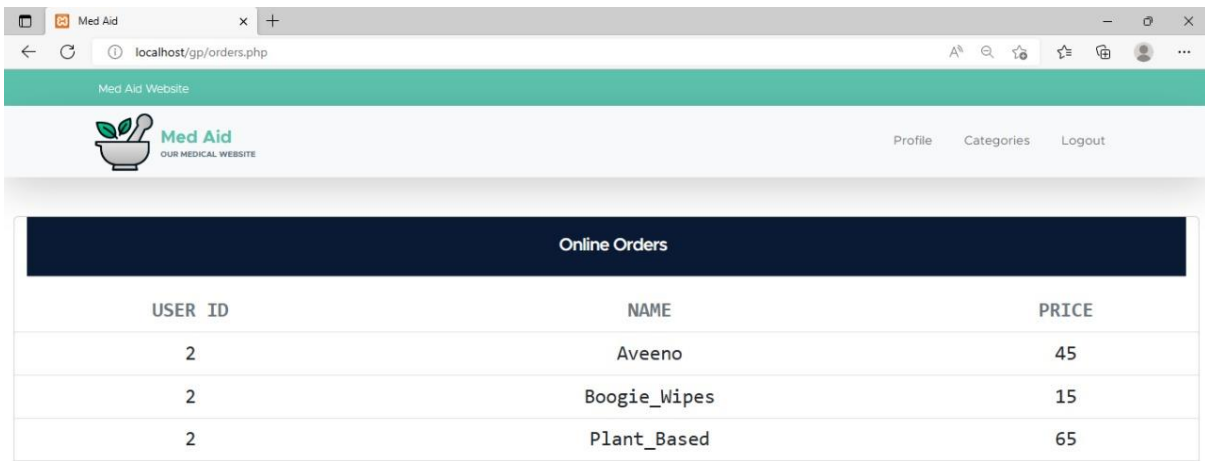 Med Aid
localhost/gp/orders.php
Med Aid Website
Med Aid
OUR MEDICAL WEBSITE
Profile Categories Logout
Online Orders
USER ID NAME PRICE
2 Aveeno 45
2 Boogie_Wipes 15
2 Plant_Based 65